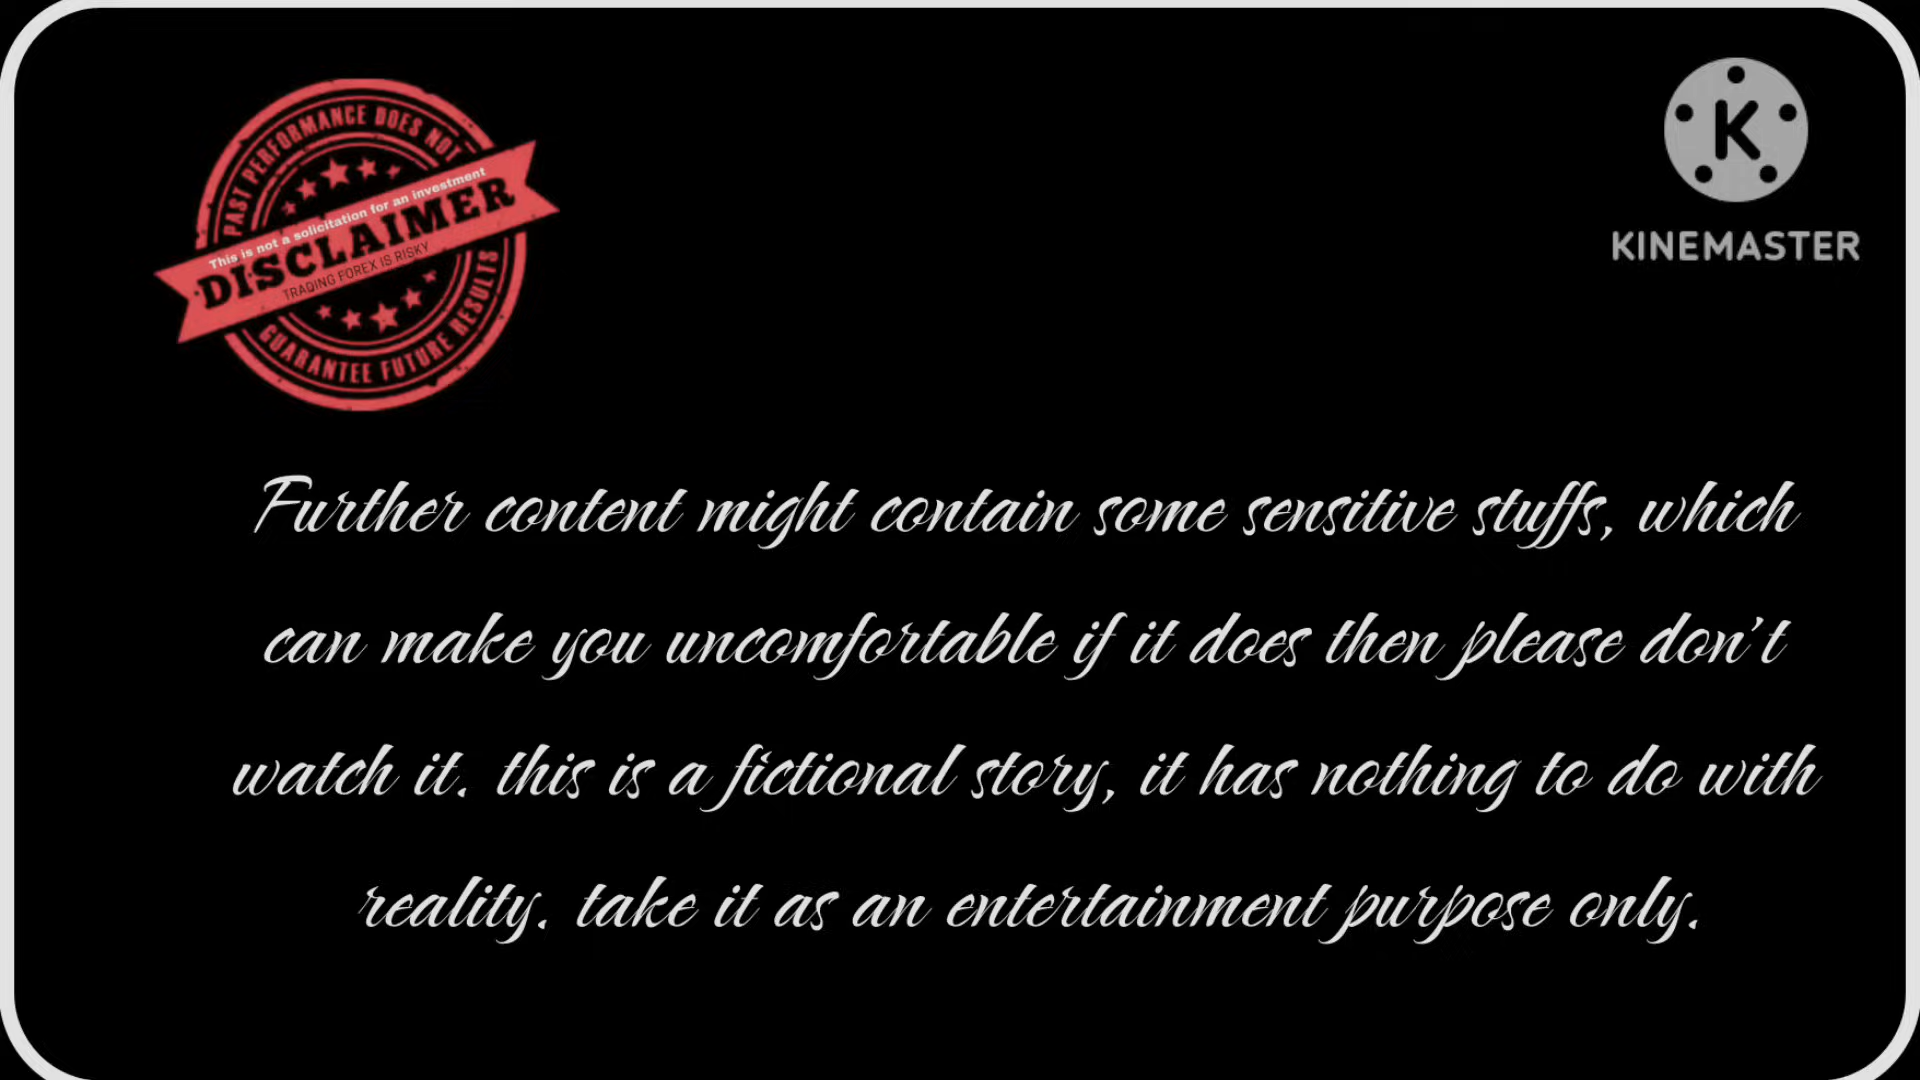 PAST PERFORMANCE DOES NOT
This is not a solicitation for an investment
DISCLAIMER
TRADING FOREX IS RISKY
GUARANTEE FUTURE RESULTS
K
KINEMASTER
Further content might contain some sensitive stuffs, which
can make you uncomfortable if it does then please don't
watch it. this is a fictional story, it has nothing to do with
reality. take it as an entertainment purpose only.